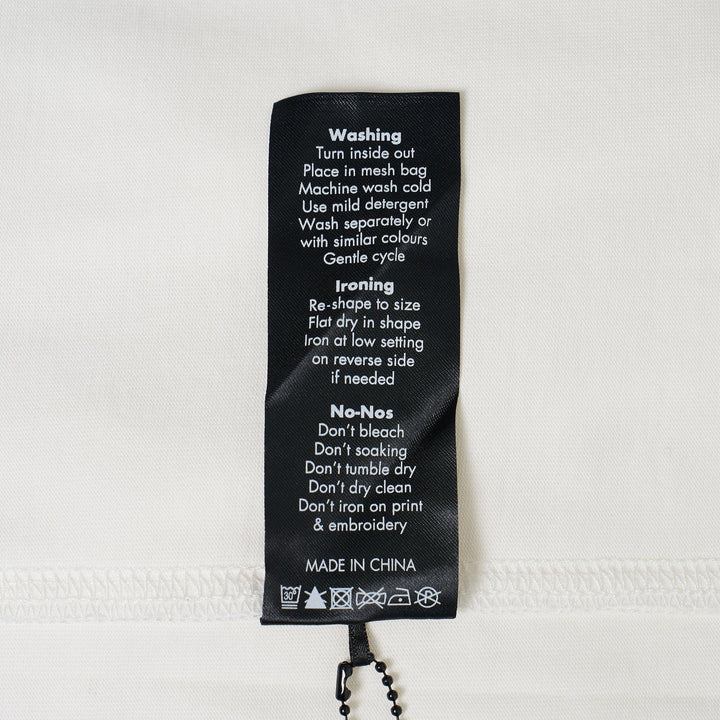 Washing
Turn inside out
Place in mesh bag
Machine wash cold
Use mild detergent
Wash separately or
with similar colours
Gentle cycle
Ironing
Re-shape to size
Flat dry in shape
Iron at low setting
on reverse side
if needed
No-Nos
Don't bleach
Don't soaking
Don't tumble dry
Don't dry clean
Don't iron on print
& embroidery
MADE IN CHINA
30° P